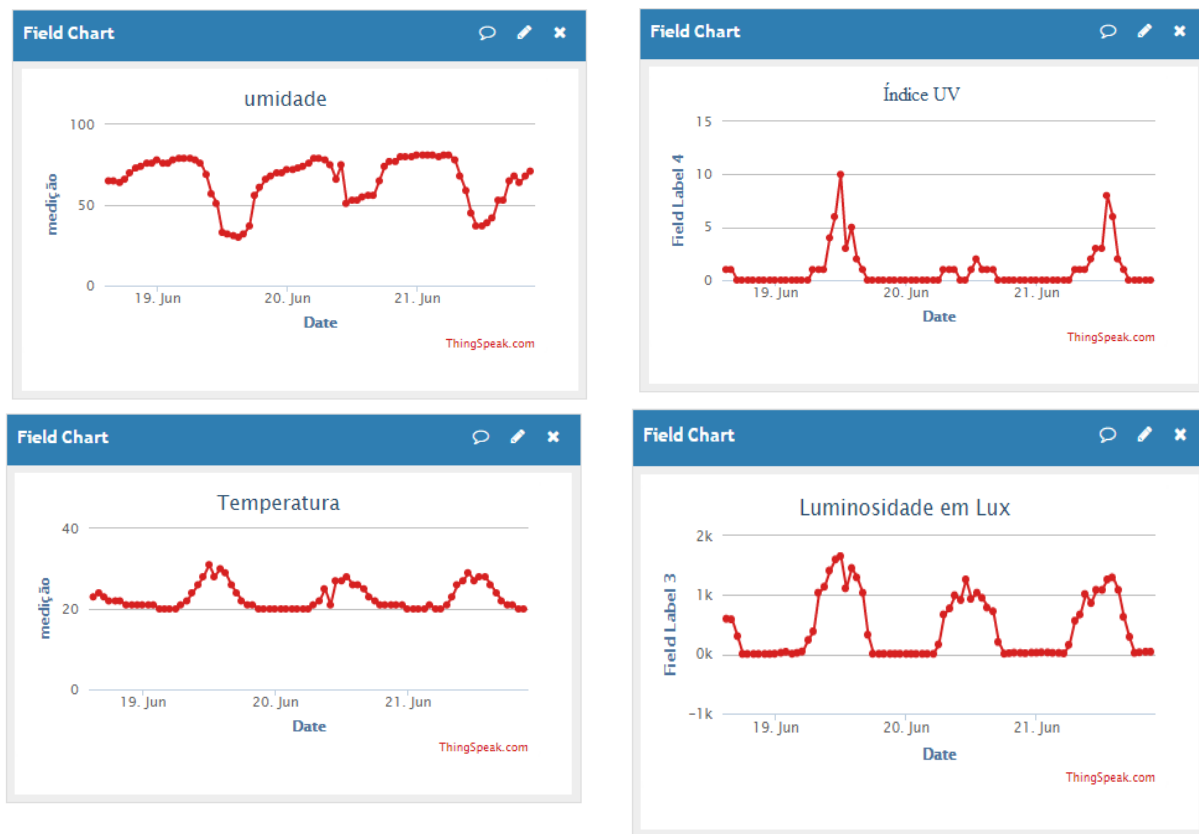 Field Chart
umidade
100
50
0
medição
19. Jun
20. Jun
21. Jun
Date
ThingSpeak.com
Field Chart
Índice UV
15
10
5
0
Field Label 4
19. Jun
20. Jun
21. Jun
Date
ThingSpeak.com
Field Chart
Temperatura
40
20
0
medição
19. Jun
20. Jun
21. Jun
Date
ThingSpeak.com
Field Chart
Luminosidade em Lux
2k
1k
0k
-1k
Field Label 3
19. Jun
20. Jun
21. Jun
Date
ThingSpeak.com